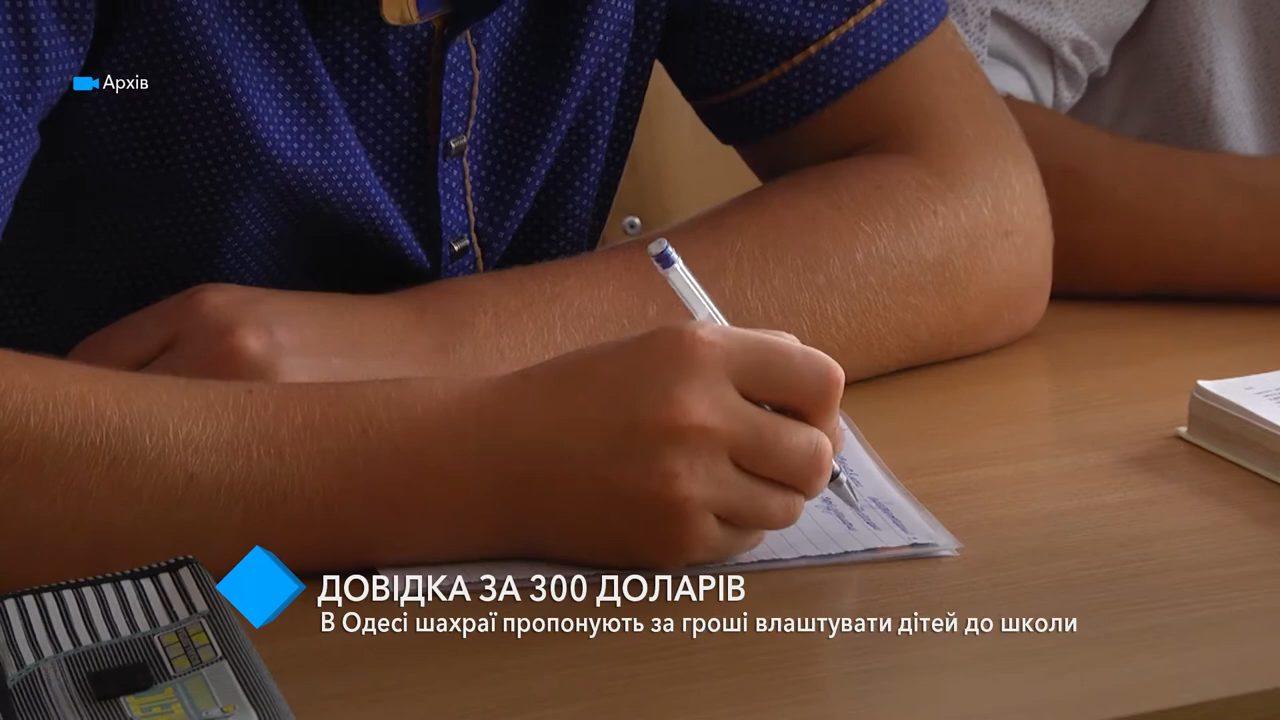 Архів
ДОВІДКА ЗА 300 ДОЛАРІВ
В Одесі шахраї пропонують за гроші влаштувати дітей до школи